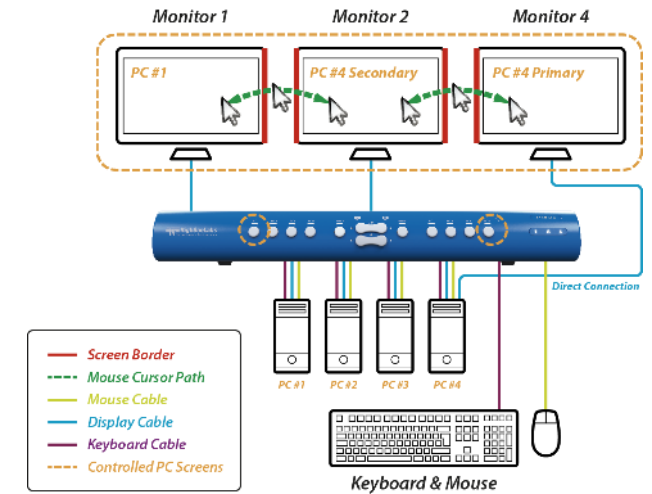 Monitor 1 Monitor 2 Monitor 4
PC #1 PC #4 Secondary PC #4 Primary
Direct Connection
PC #1 PC #2 PC #3 PC #4
Screen Border
Mouse Cursor Path
Mouse Cable
Display Cable
Keyboard Cable
Controlled PC Screens
Keyboard & Mouse